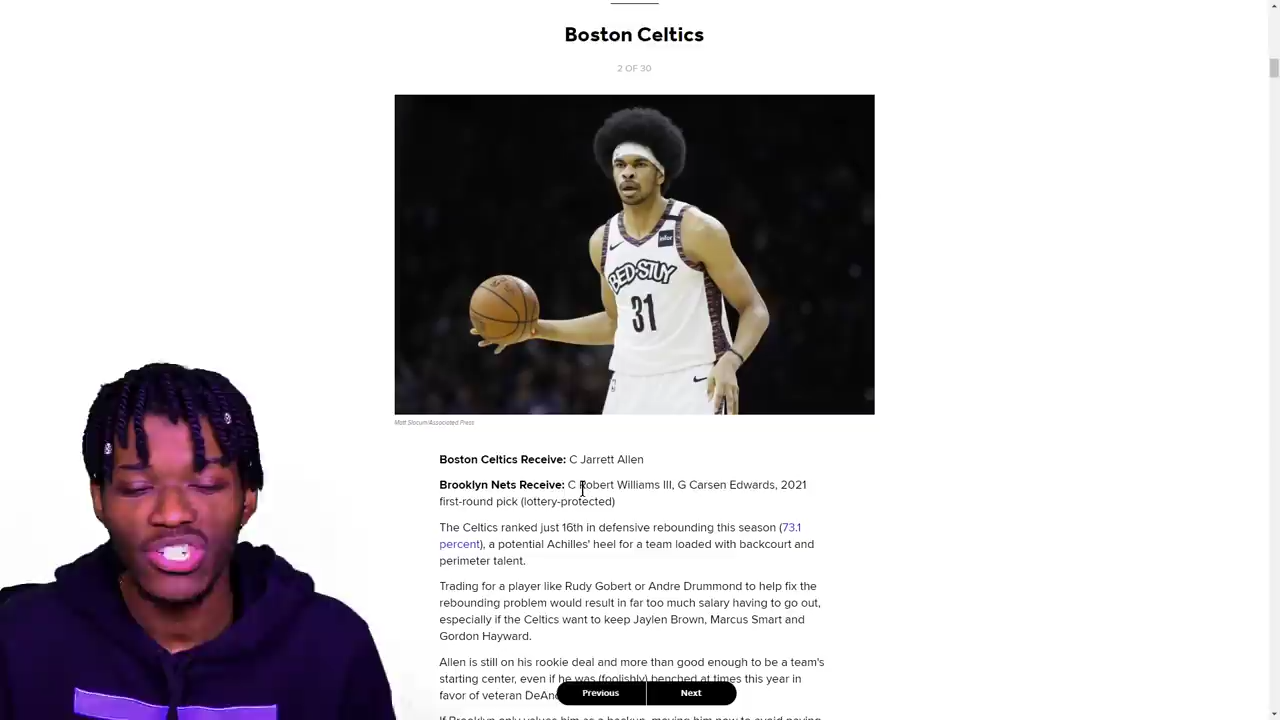 Boston Celtics
2 OF 30
infor
BED-STUY
31
Matt Slocum/Associated Press
Boston Celtics Receive: C Jarrett Allen
Brooklyn Nets Receive: C Robert Williams III, G Carsen Edwards, 2021
first-round pick (lottery-protected)
The Celtics ranked just 16th in defensive rebounding this season (73.1
percent), a potential Achilles' heel for a team loaded with backcourt and
perimeter talent.
Trading for a player like Rudy Gobert or Andre Drummond to help fix the
rebounding problem would result in far too much salary having to go out,
especially if the Celtics want to keep Jaylen Brown, Marcus Smart and
Gordon Hayward.
Allen is still on his rookie deal and more than good enough to be a team's
starting center, even if he was (foolishly) benched at times this year in
favor of veteran
Previous Next